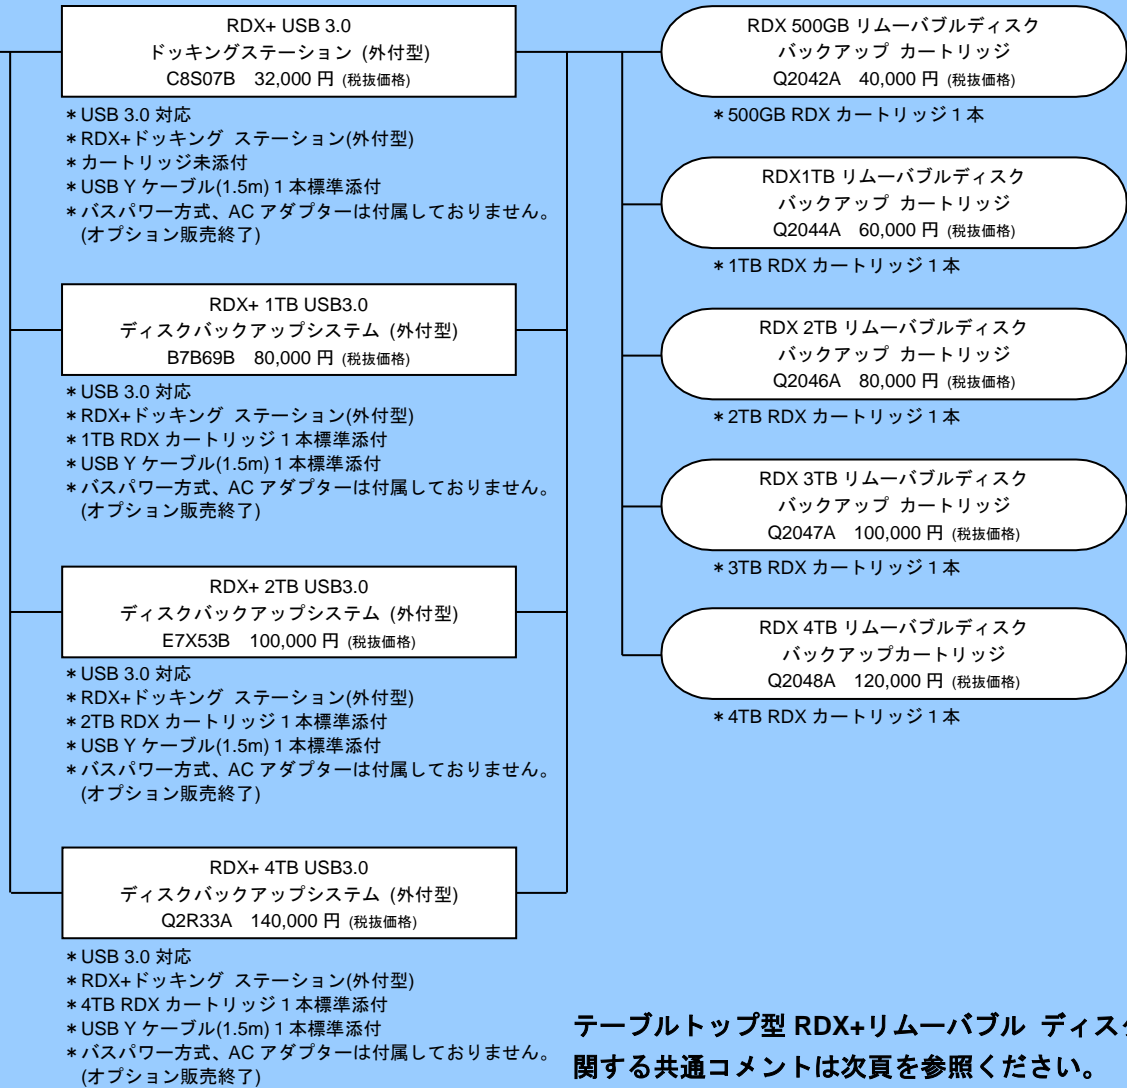 RDX+ USB 3.0
ドッキングステーション (外付型)
C8S07B 32,000 円 (税抜価格)
＊USB 3.0 対応
＊RDX+ドッキング ステーション(外付型)
＊カートリッジ未添付
＊USB Y ケーブル(1.5m) 1 本標準添付
＊バスパワー方式、AC アダプターは付属しておりません。
(オプション販売終了)
RDX+ 1TB USB3.0
ディスクバックアップシステム (外付型)
B7B69B 80,000 円 (税抜価格)
＊USB 3.0 対応
＊RDX+ドッキング ステーション(外付型)
＊1TB RDX カートリッジ 1 本標準添付
＊USB Y ケーブル(1.5m) 1 本標準添付
＊バスパワー方式、AC アダプターは付属しておりません。
(オプション販売終了)
RDX+ 2TB USB3.0
ディスクバックアップシステム (外付型)
E7X53B 100,000 円 (税抜価格)
＊USB 3.0 対応
＊RDX+ドッキング ステーション(外付型)
＊2TB RDX カートリッジ 1 本標準添付
＊USB Y ケーブル(1.5m) 1 本標準添付
＊バスパワー方式、AC アダプターは付属しておりません。
(オプション販売終了)
RDX+ 4TB USB3.0
ディスクバックアップシステム (外付型)
Q2R33A 140,000 円 (税抜価格)
＊USB 3.0 対応
＊RDX+ドッキング ステーション(外付型)
＊4TB RDX カートリッジ 1 本標準添付
＊USB Y ケーブル(1.5m) 1 本標準添付
＊バスパワー方式、AC アダプターは付属しておりません。
(オプション販売終了)
RDX 500GB リムーバブルディスク
バックアップ カートリッジ
Q2042A 40,000 円 (税抜価格)
＊500GB RDX カートリッジ 1 本
RDX1TB リムーバブルディスク
バックアップ カートリッジ
Q2044A 60,000 円 (税抜価格)
＊1TB RDX カートリッジ 1 本
RDX 2TB リムーバブルディスク
バックアップ カートリッジ
Q2046A 80,000 円 (税抜価格)
＊2TB RDX カートリッジ 1 本
RDX 3TB リムーバブルディスク
バックアップ カートリッジ
Q2047A 100,000 円 (税抜価格)
＊3TB RDX カートリッジ 1 本
RDX 4TB リムーバブルディスク
バックアップカートリッジ
Q2048A 120,000 円 (税抜価格)
＊4TB RDX カートリッジ 1 本
テーブルトップ型 RDX+リムーバブル ディスク
関する共通コメントは次頁を参照ください。